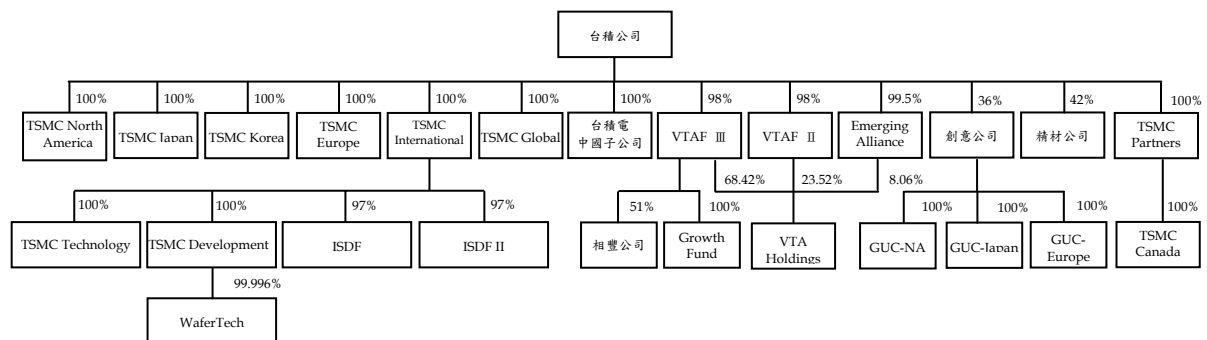 台積公司
100%
100%
100%
100%
100%
100%
100%
98%
98%
99.5%
36%
42%
100%
TSMC North
America
TSMC Japan
TSMC Korea
TSMC
Europe
TSMC
International
TSMC Global
台積電
中國子公司
VTAF Ⅲ
VTAF Ⅱ
Emerging
Alliance
創意公司
精材公司
TSMC
Partners
68.42%
23.52%
8.06%
100%
100%
97%
97%
51%
100%
100%
100%
100%
100%
TSMC Technology
TSMC Development
ISDF
ISDF II
相豐公司
Growth
Fund
VTA
Holdings
GUC-NA
GUC-Japan
GUC-
Europe
TSMC
Canada
99.996%
WaferTech